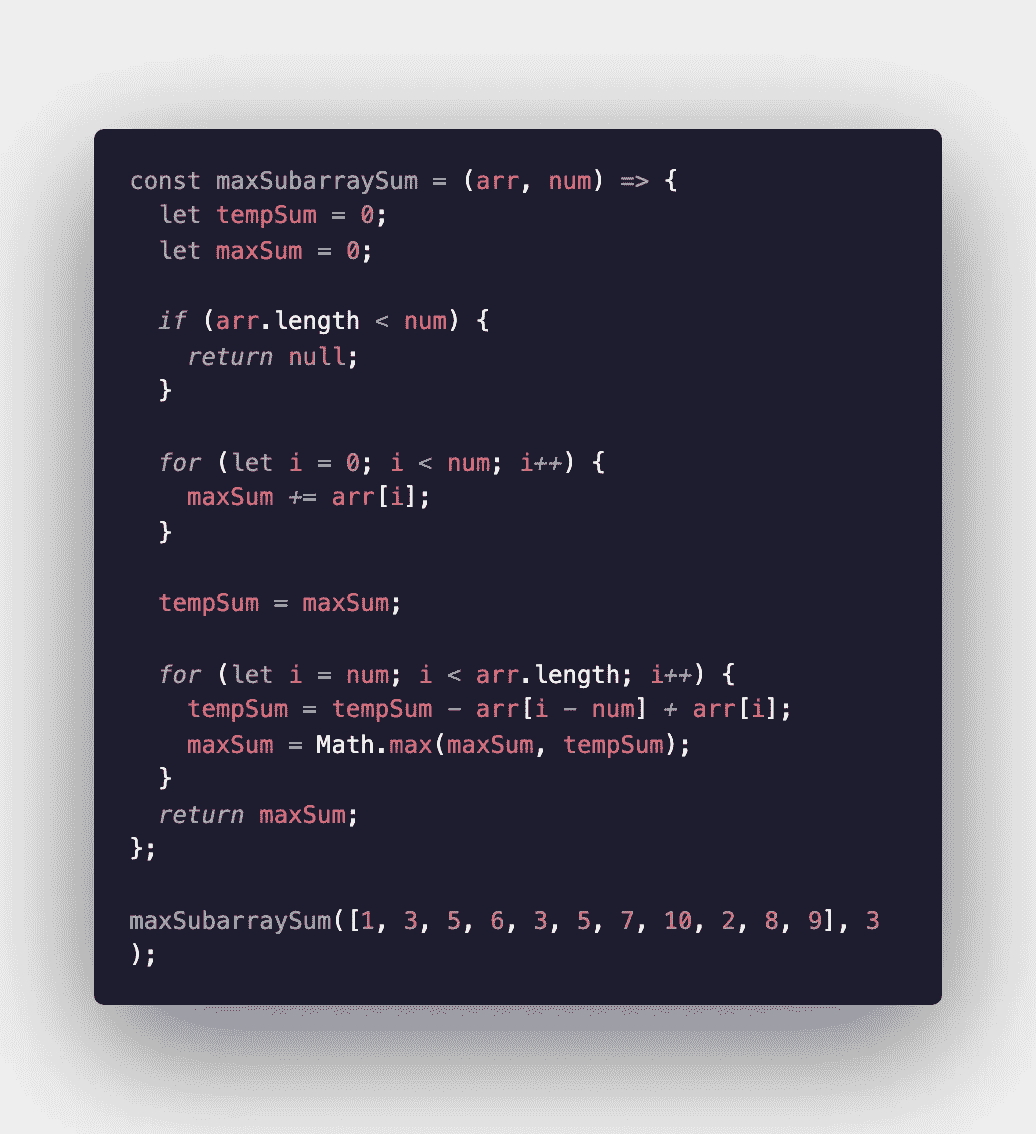 const maxSubarraySum = (arr, num) => {
  let tempSum = 0;
  let maxSum = 0;

  if (arr.length < num) {
    return null;
  }

  for (let i = 0; i < num; i++) {
    maxSum += arr[i];
  }

  tempSum = maxSum;

  for (let i = num; i < arr.length; i++) {
    tempSum = tempSum - arr[i - num] + arr[i];
    maxSum = Math.max(maxSum, tempSum);
  }
  return maxSum;
};

maxSubarraySum([1, 3, 5, 6, 3, 5, 7, 10, 2, 8, 9], 3
);